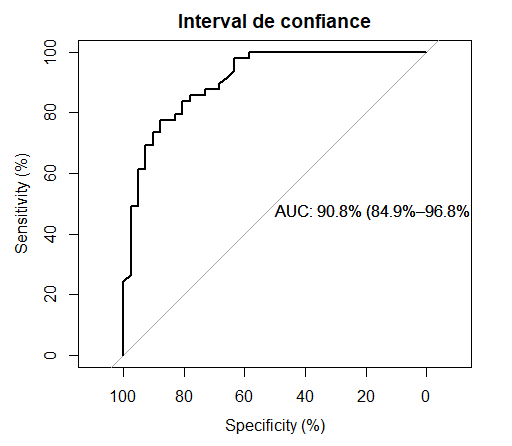 Interval de confiance
Sensitivity (%)
100
80
60
40
20
0
AUC: 90.8% (84.9%–96.8%
100 80 60 40 20 0
Specificity (%)